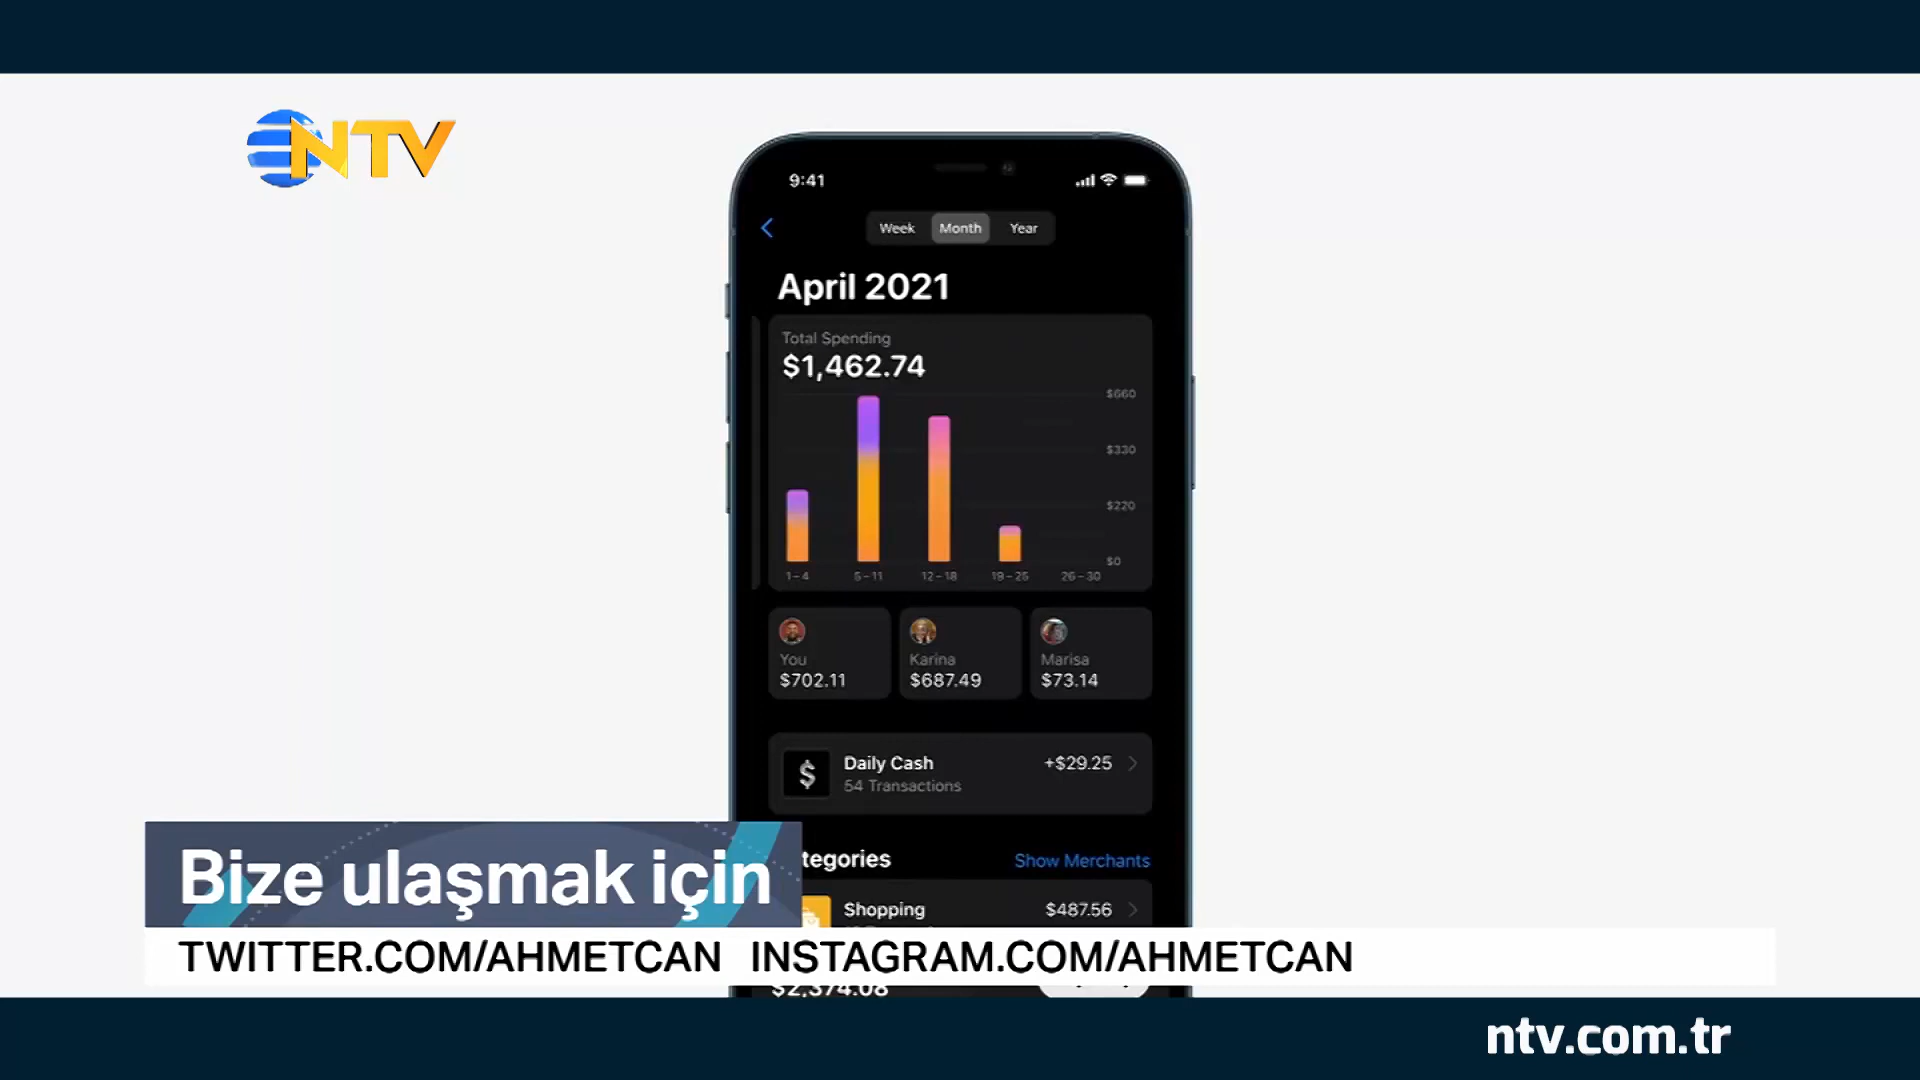 NTV
9:41
Week Month Year
April 2021
Total Spending
$1,462.74
$660
$330
$220
$0
1–4 5–11 12–18 19–25 26–30
You Karina Marisa
$702.11 $687.49 $73.14
Daily Cash +$29.25
54 Transactions
tegories Show Merchants
Shopping $487.56
Bize ulaşmak için
TWITTER.COM/AHMETCAN INSTAGRAM.COM/AHMETCAN
$2,374.08
ntv.com.tr